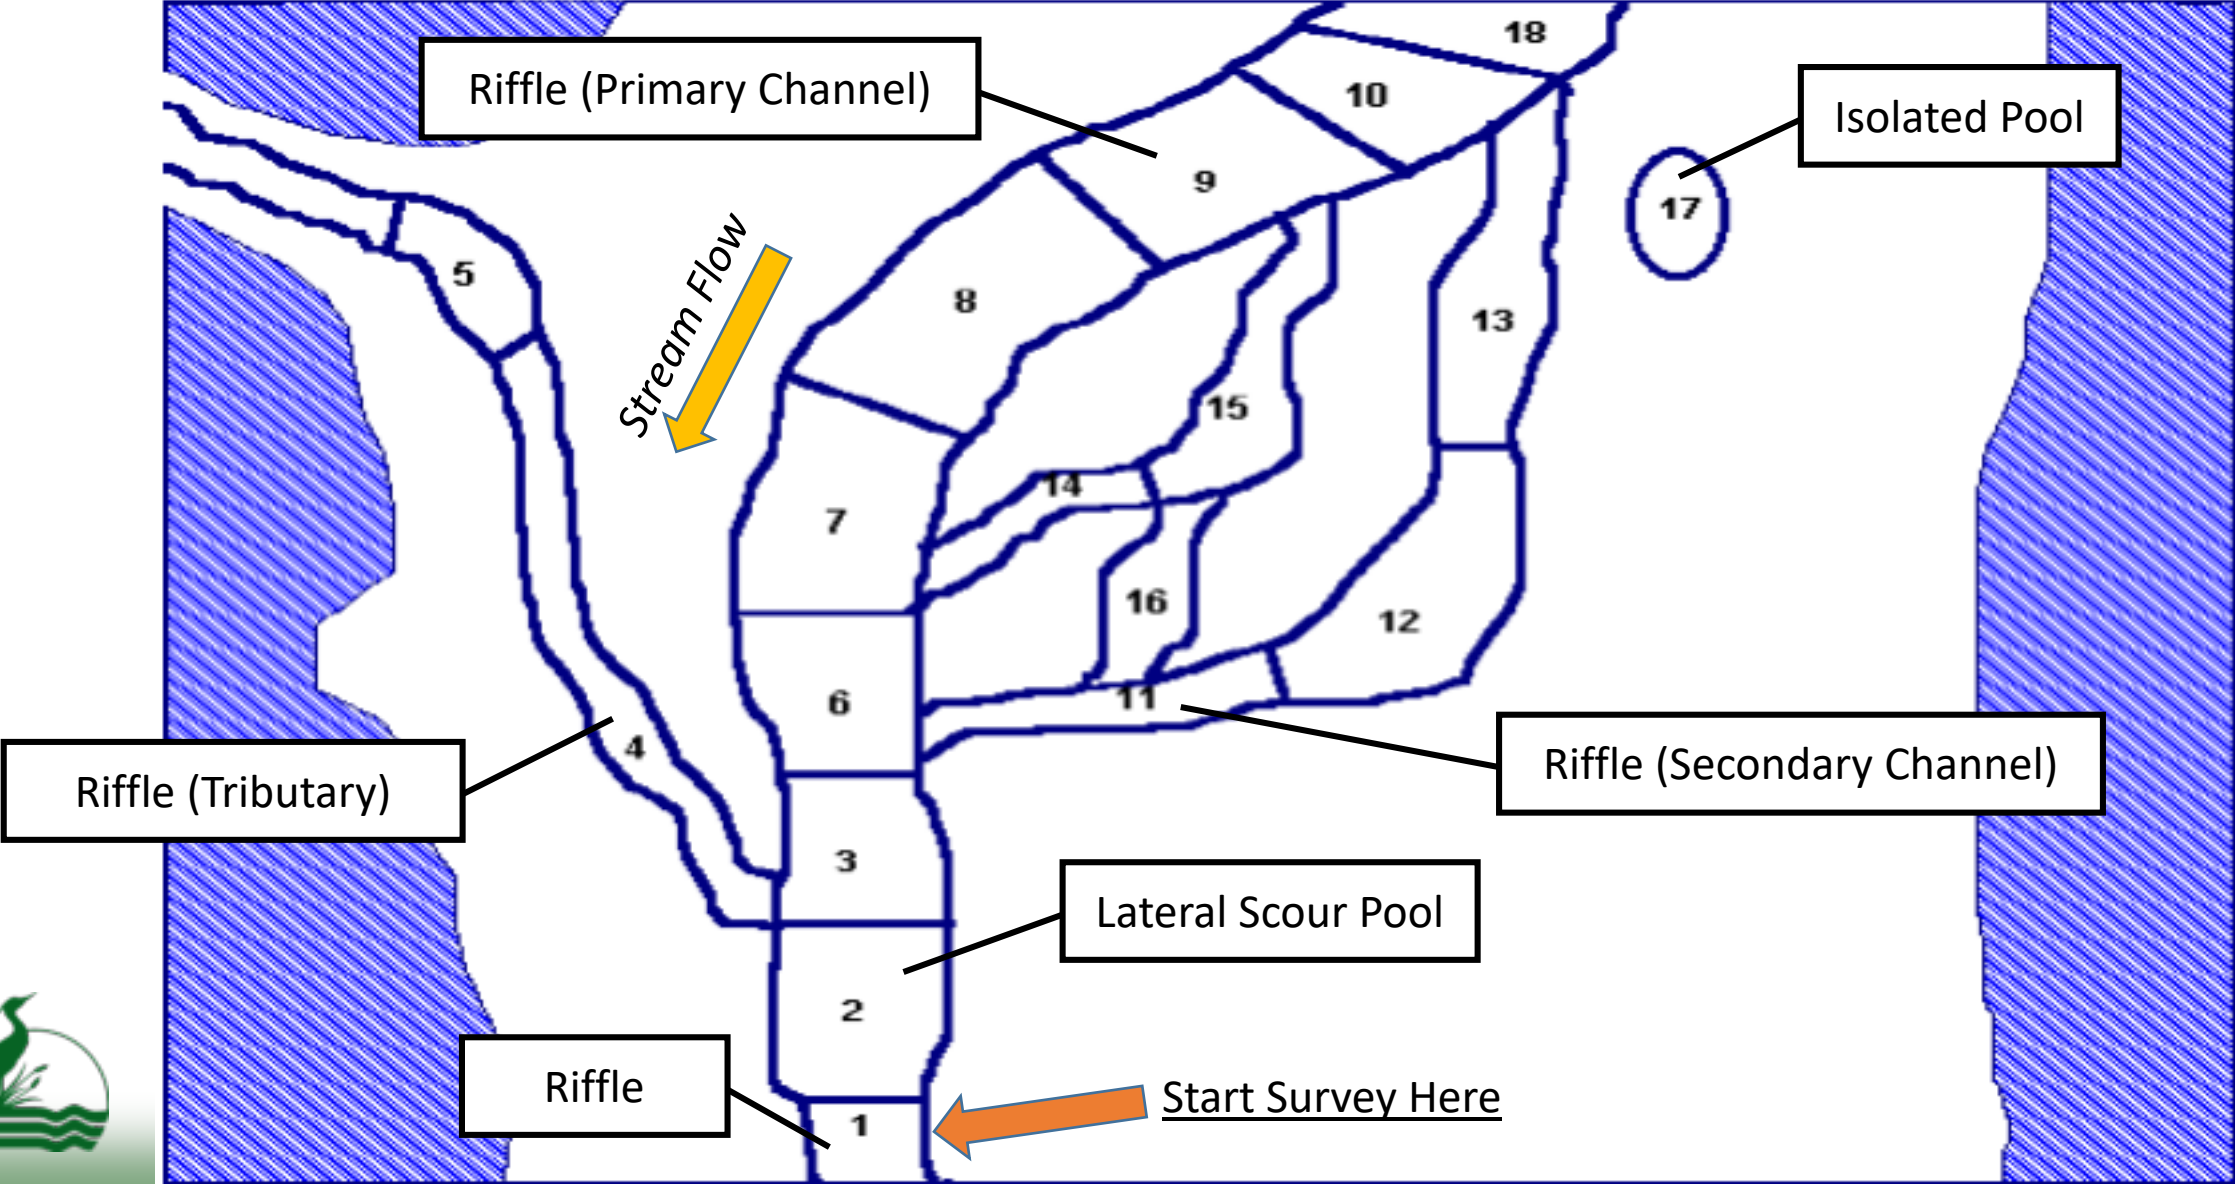 18
Riffle (Primary Channel)
10
Isolated Pool
9
17
5
Stream Flow
8
13
15
14
7
16
12
6
11
4
Riffle (Tributary)
Riffle (Secondary Channel)
3
Lateral Scour Pool
2
Riffle
Start Survey Here
1